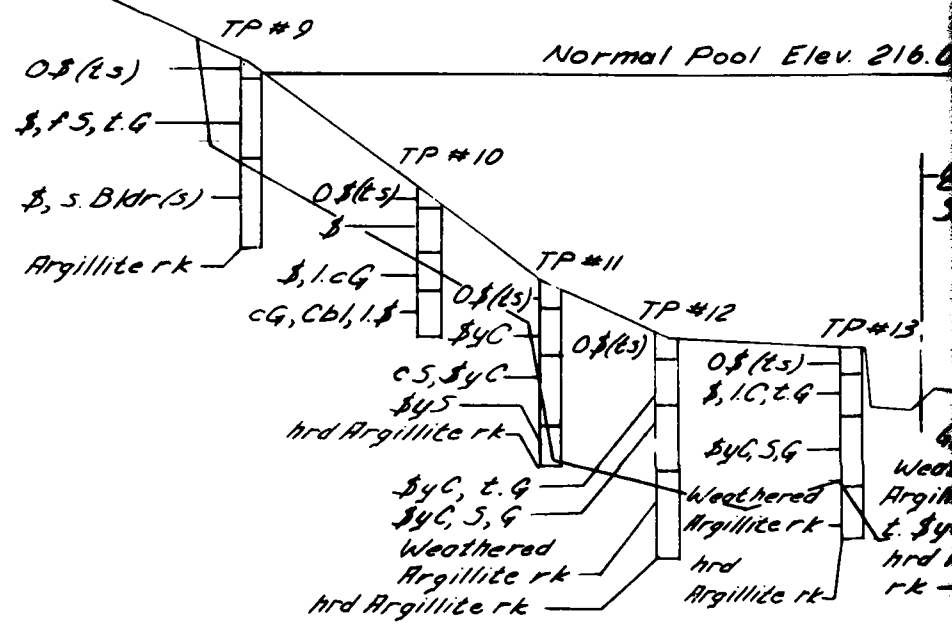 TP #9
Normal Pool Elev. 216.
O$(ts)
$, fS, t.G
$, s. Bldr(s)
Argillite rk
TP #10
O$(ts)
$
$, l.cG
cG, Cbl, l.$
TP #11
O$(ts)
$yC
cS, $yC
$yS
hrd Argillite rk
TP #12
O$(ts)
$yC, t.G
$yC, S, G
Weathered
Argillite rk
hrd Argillite rk
TP #13
O$(ts)
$, l.C, t.G
$yC, S, G
Weathered
Argillite rk
hrd
Argillite rk
t. $y
hrd
rk